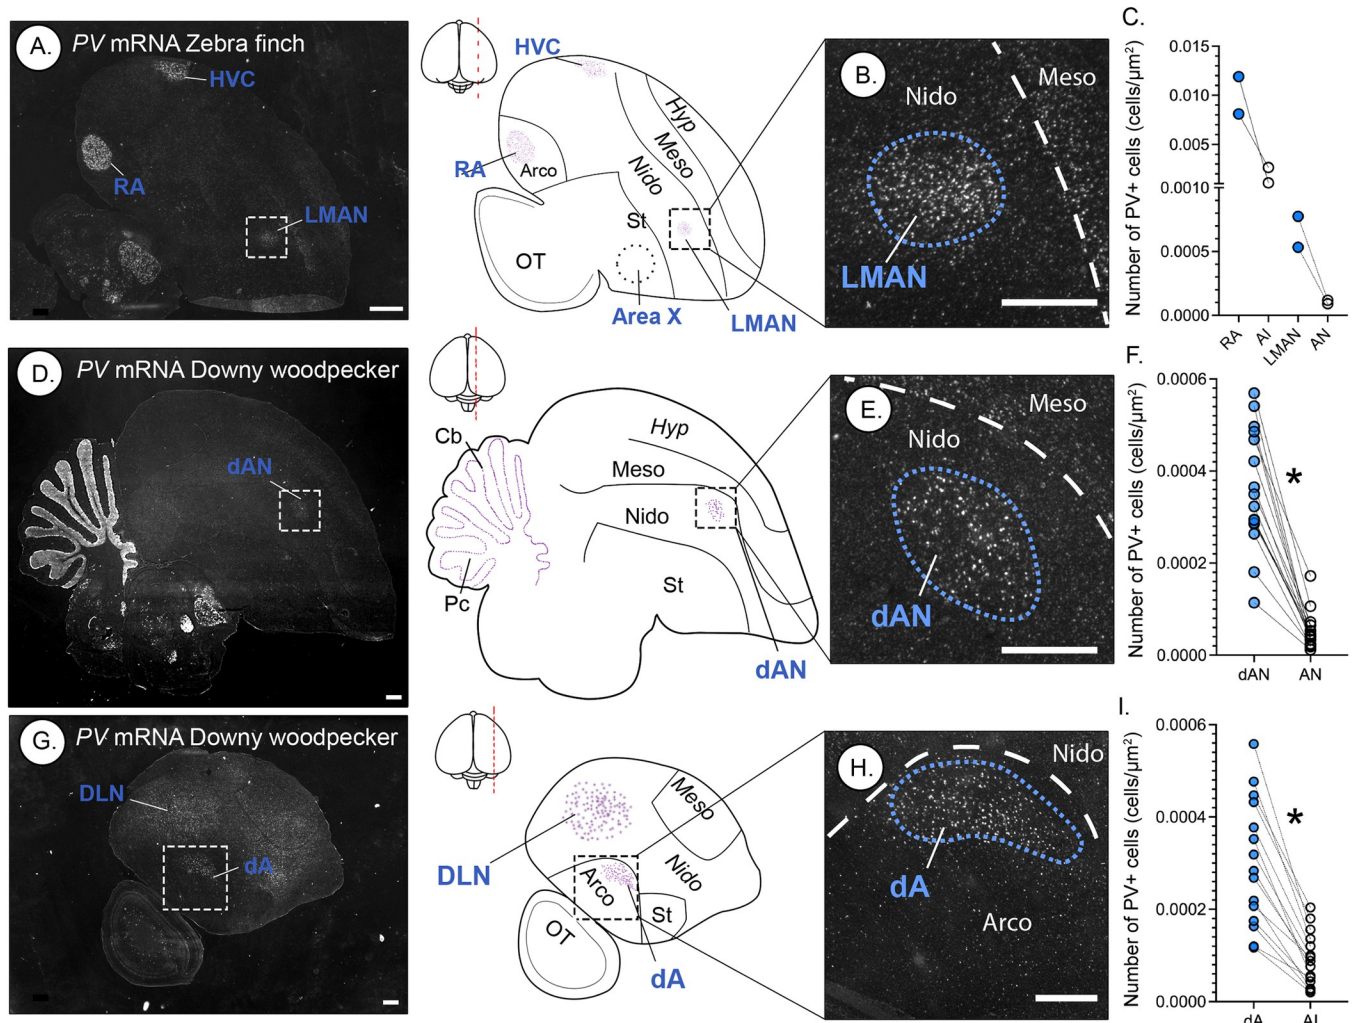 A. PV mRNA Zebra finch
HVC
RA
LMAN
HVC
Hyp
Meso
Nido
RA
Arco
St
OT
Area X
LMAN
B.
Nido
Meso
LMAN
C.
Number of PV+ cells (cells/μm²)
0.015
0.010
0.005
0.0010
0.0005
0.0000
RA
AI
LMAN
AN
D. PV mRNA Downy woodpecker
dAN
Cb
Hyp
Meso
Nido
St
Pc
dAN
E.
Nido
Meso
dAN
F.
Number of PV+ cells (cells/μm²)
0.0006
0.0004
0.0002
0.0000
*
dAN
AN
G. PV mRNA Downy woodpecker
DLN
dA
Meso
DLN
Nido
Arco
St
OT
dA
H.
Nido
dA
Arco
I.
Number of PV+ cells (cells/μm²)
0.0006
0.0004
0.0002
0.0000
*
dA
AI